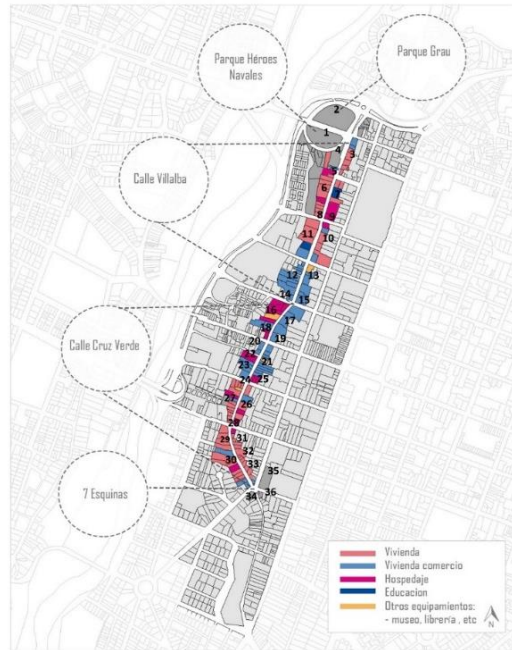 Parque Héroes
Navales
Parque Grau
Calle Villalba
Calle Cruz Verde
7 Esquinas
2
1
4
3
5
6
7
8
9
10
11
12
13
14
15
16
17
18
19
20
21
22
23
24
25
26
27
28
29
30
31
32
33
34
35
36
Vivienda
Vivienda comercio
Hospedaje
Educacion
Otros equipamientos:
- museo, librería , etc
N